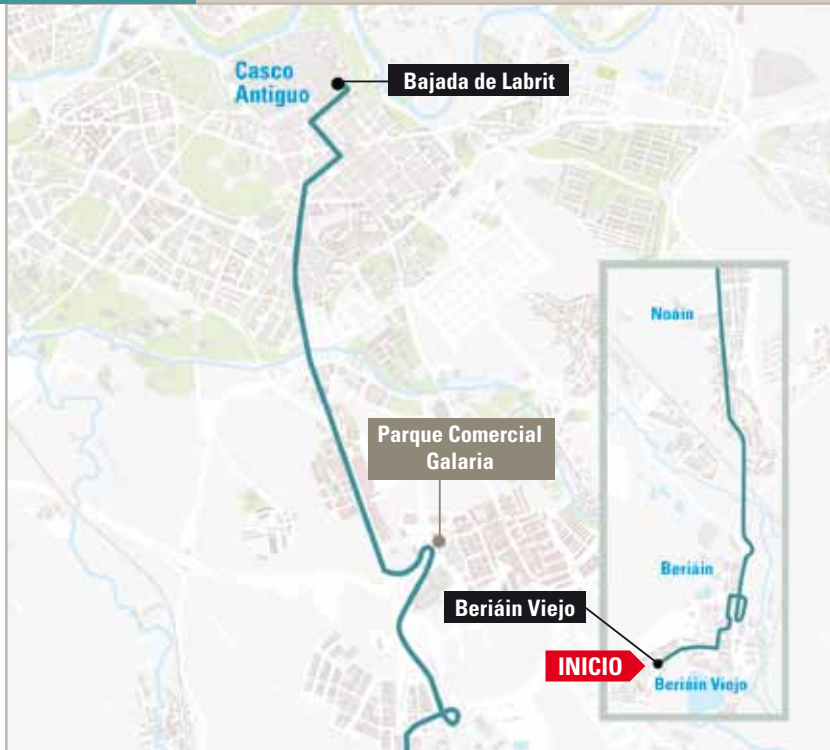 Casco
Antiguo
Bajada de Labrit
Noáin
Parque Comercial
Galaria
Beriáin
Beriáin Viejo
INICIO
Beriáin Viejo